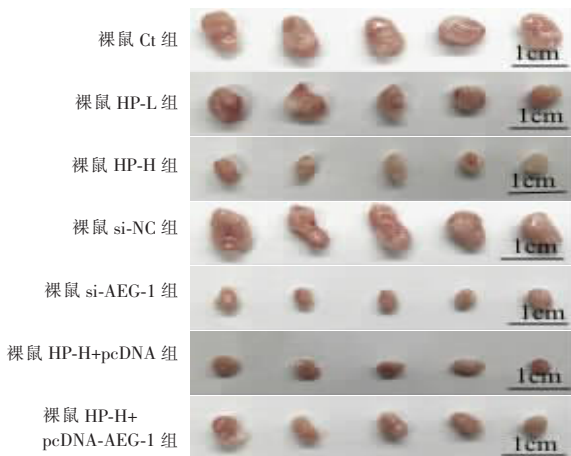 裸鼠 Ct 组
1cm
裸鼠 HP-L 组
1cm
裸鼠 HP-H 组
1cm
裸鼠 si-NC 组
1cm
裸鼠 si-AEG-1 组
1cm
裸鼠 HP-H+pcDNA 组
1cm
裸鼠 HP-H+
pcDNA-AEG-1 组
1cm